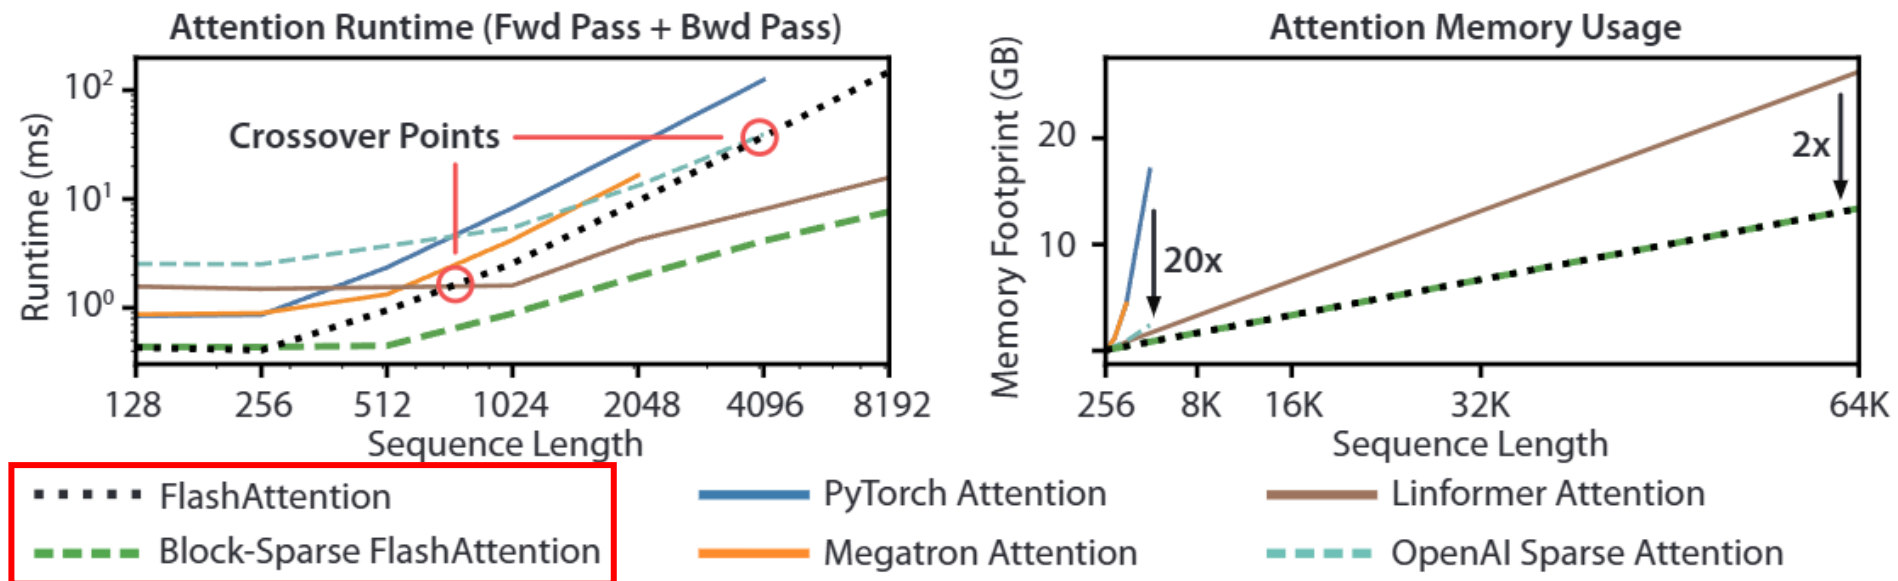 Attention Runtime (Fwd Pass + Bwd Pass)
Runtime (ms)
10²
10¹
10⁰
Crossover Points
128 256 512 1024 2048 4096 8192
Sequence Length
Attention Memory Usage
Memory Footprint (GB)
20
10
20x
2x
256 8K 16K 32K 64K
Sequence Length
FlashAttention
Block-Sparse FlashAttention
PyTorch Attention
Megatron Attention
Linformer Attention
OpenAI Sparse Attention